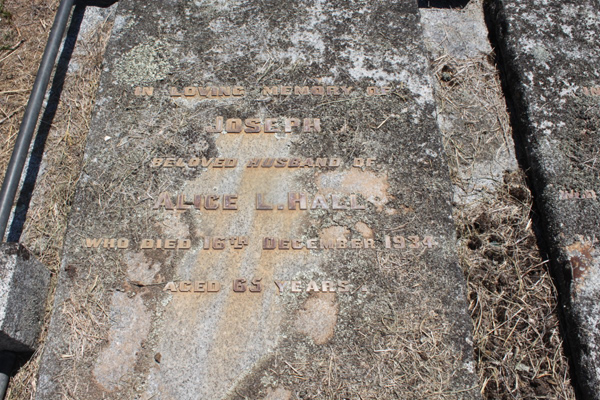 IN LOVING MEMORY OF
JOSEPH
BELOVED HUSBAND OF
ALICE L. HALL
WHO DIED 16TH DECEMBER 1934
AGED 65 YEARS.